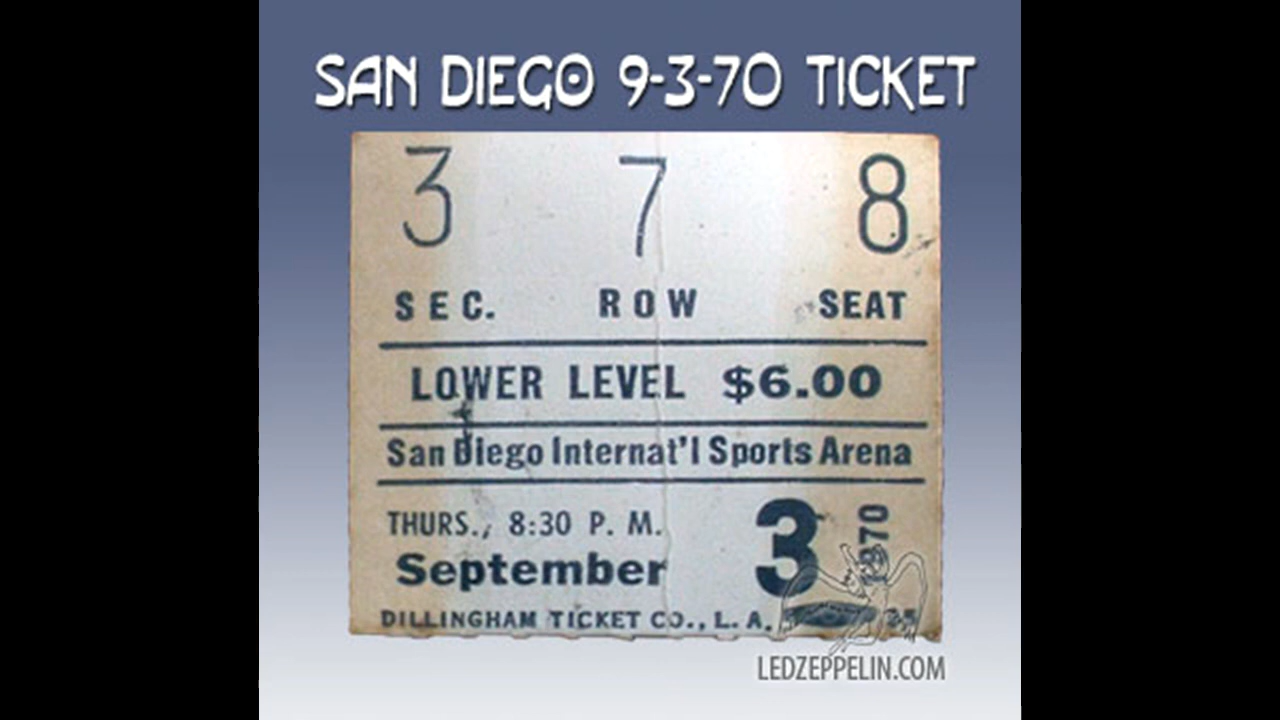 SAN DIEGO 9-3-70 TICKET
3 7 8
SEC. ROW SEAT
LOWER LEVEL $6.00
San Diego Internat'l Sports Arena
THURS., 8:30 P. M.
September 3
DILLINGHAM TICKET CO., L. A.
LEDZEPPELIN.COM